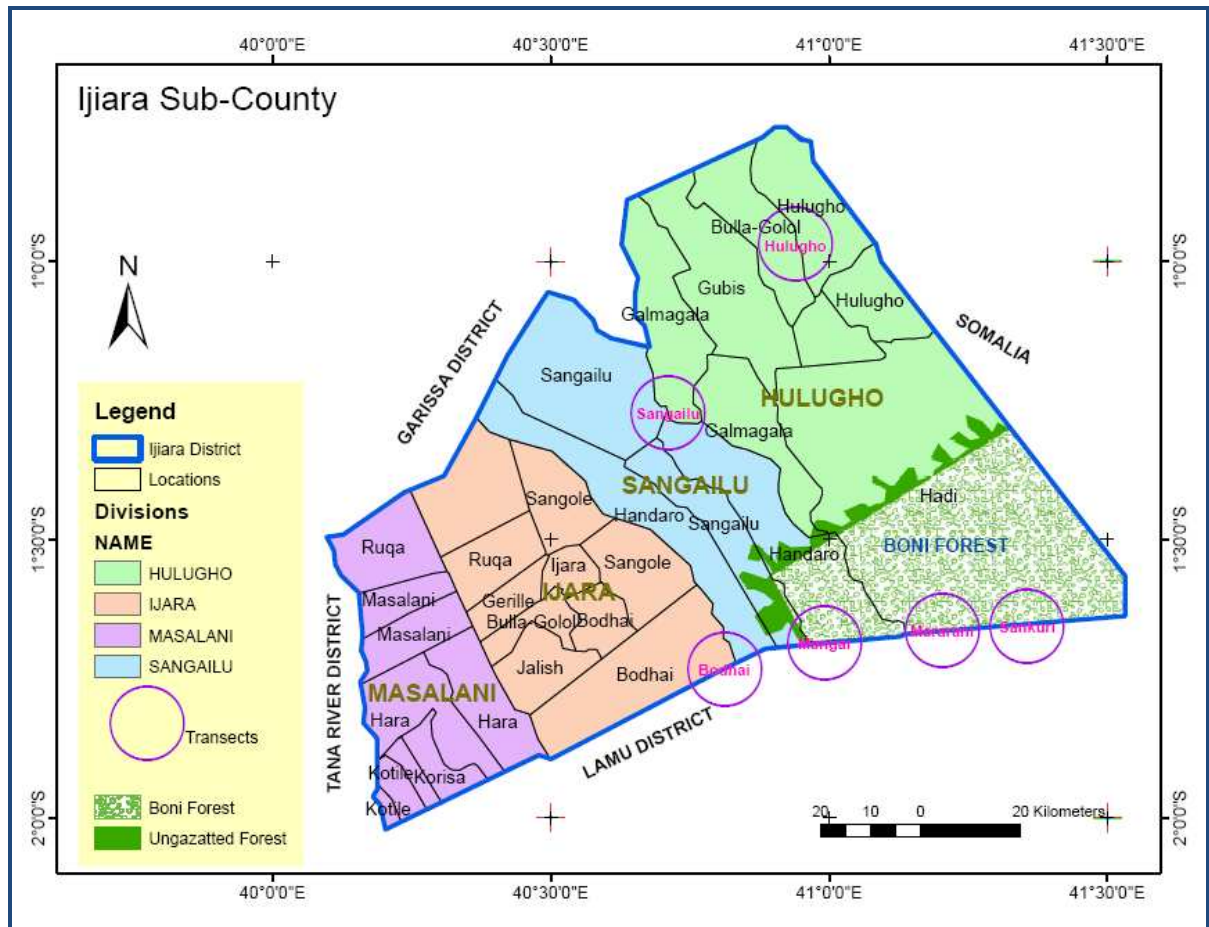 40°0'0"E 40°30'0"E 41°0'0"E 41°30'0"E
Ijiara Sub-County
1°0'0"S
1°30'0"S
2°0'0"S
1°0'0"S
1°30'0"S
2°0'0"S
N
GARISSA DISTRICT
SOMALIA
TANA RIVER DISTRICT
LAMU DISTRICT
Hulugho
Bulla-Golol
Hulugho
Gubis
Hulugho
Galmagala
Sangailu
Sangailu
HULUGHO
Galmagala
SANGAILU
Sangole
Handaro
Sangailu
Hadi
Handaro
BONI FOREST
Ruqa
Ruqa
Ijara
Sangole
IJARA
Masalani
Gerille
Bulla-Golol
Bodhai
Masalani
Jalish
Bodhai
Bodhai
Mangai
Mararani
Sankuri
MASALANI
Hara
Hara
Kotile
Korisa
Kotile
Legend
Ijiara District
Locations
Divisions
NAME
HULUGHO
IJARA
MASALANI
SANGAILU
Transects
Boni Forest
Ungazatted Forest
20 10 0 20 Kilometers
40°0'0"E 40°30'0"E 41°0'0"E 41°30'0"E